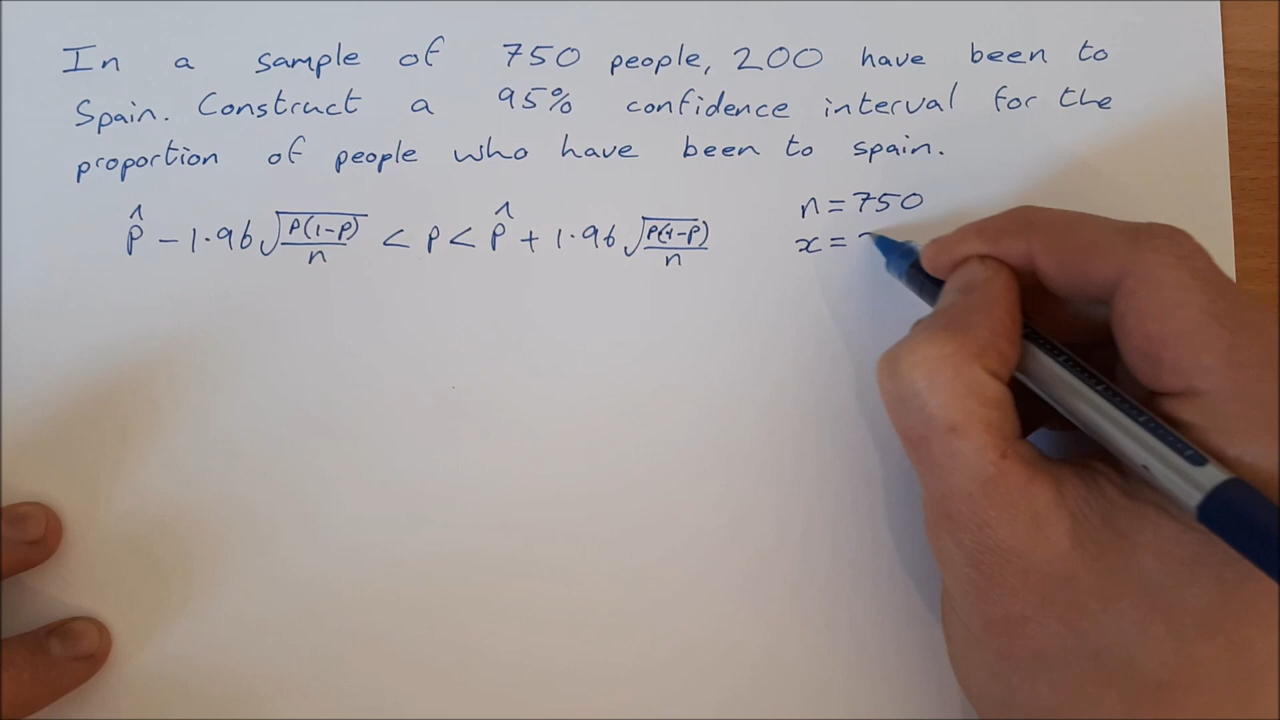 In a sample of 750 people, 200 have been to
Spain. Construct a 95% confidence interval for the
proportion of people who have been to spain.
p̂ - 1.96 √(p(1-p)/n) < p < p̂ + 1.96 √(p(1-p)/n)
n = 750
x =